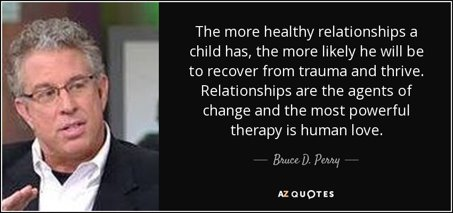 The more healthy relationships a
child has, the more likely he will be
to recover from trauma and thrive.
Relationships are the agents of
change and the most powerful
therapy is human love.
— Bruce D. Perry —
AZ QUOTES